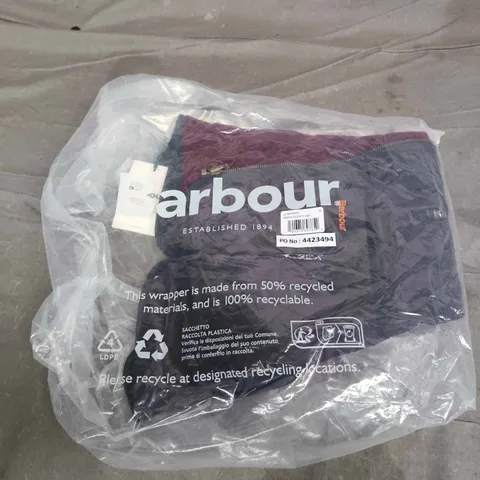 arbour
Barbour
ESTABLISHED 1894
PO No : 4423494
This wrapper is made from 50% recycled
materials, and is 100% recyclable.
LDPE
SACCHETTO
RACCOLTA PLASTICA
Verifica le disposizioni del tuo Comune.
Svuota l'imballaggio del suo contenuto
prima di conferirlo in raccolta.
Please recycle at designated recycling locations.